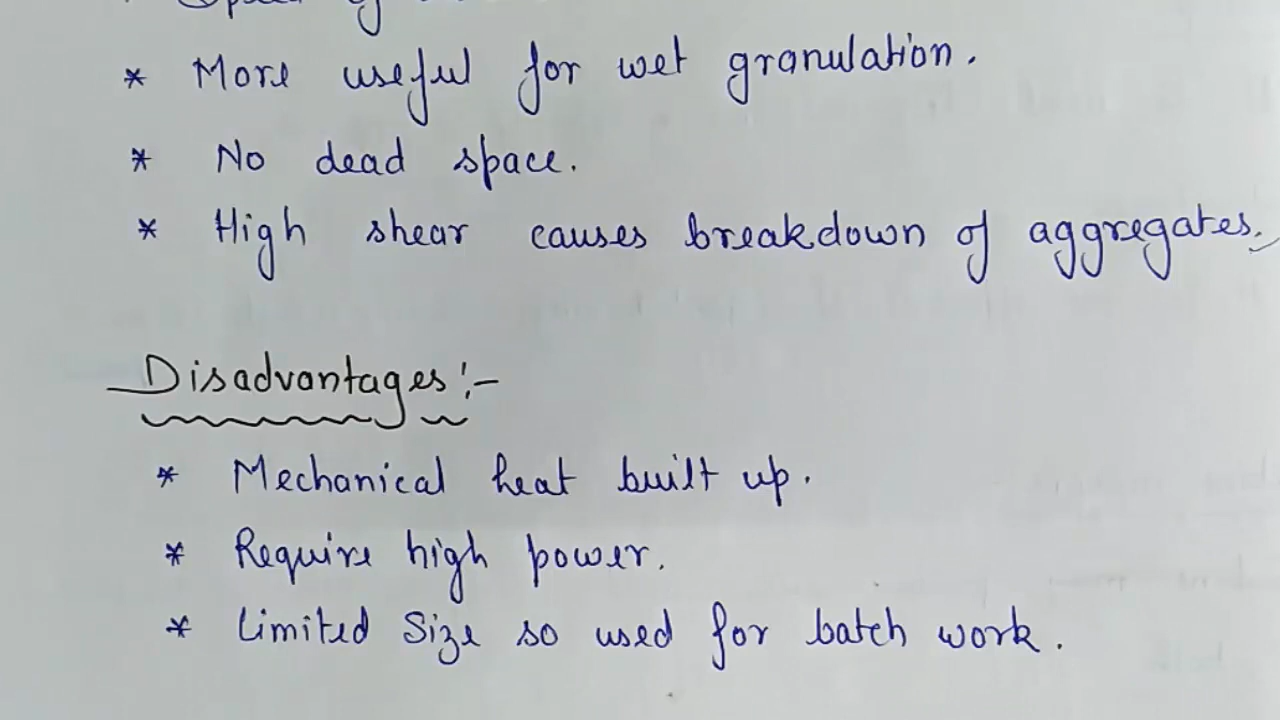 * More useful for wet granulation.
* No dead space.
* High shear causes breakdown of aggregates.
Disadvantages :-
* Mechanical heat built up.
* Require high power.
* Limited Size so used for batch work.